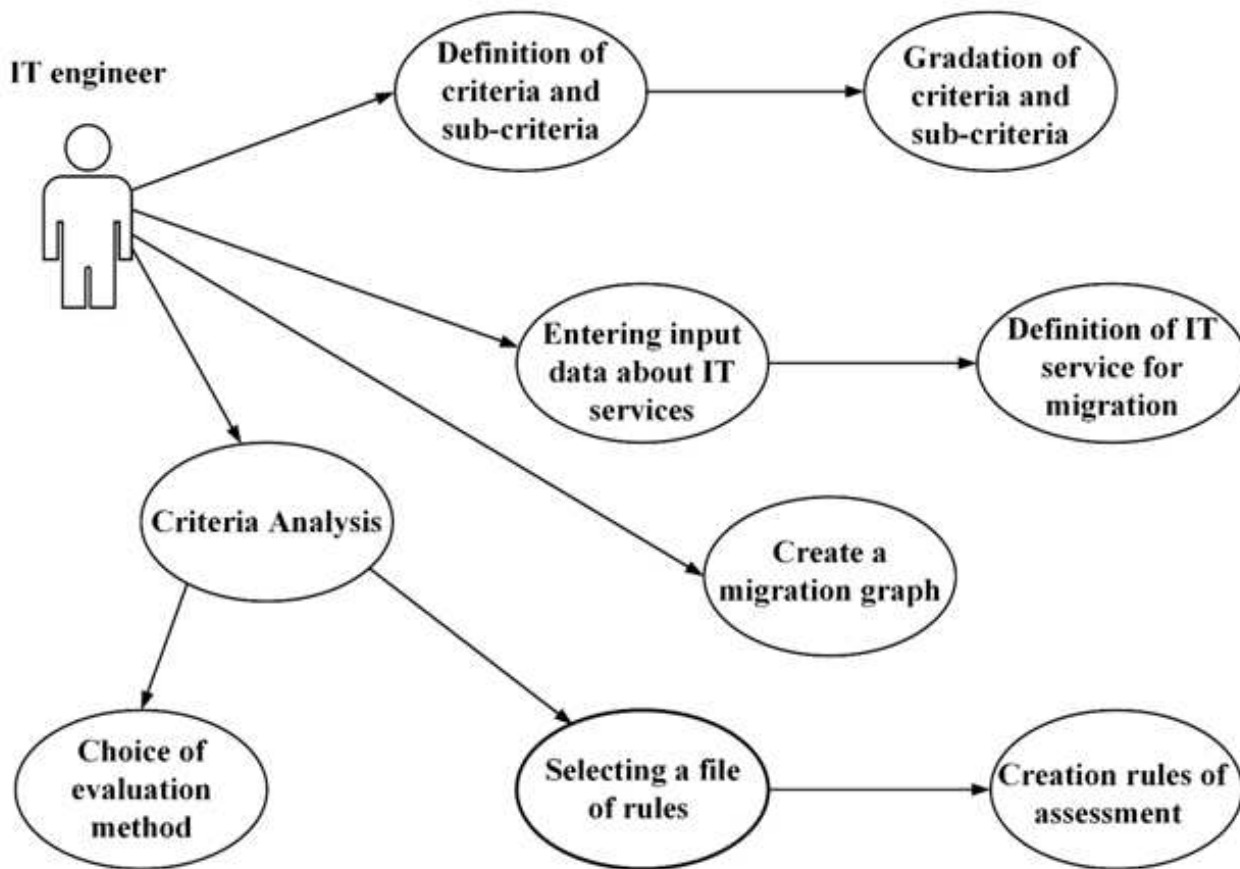 IT engineer
Definition of
criteria and
sub-criteria
Gradation of
criteria and
sub-criteria
Entering input
data about IT
services
Definition of IT
service for
migration
Criteria Analysis
Create a
migration graph
Choice of
evaluation
method
Selecting a file
of rules
Creation rules of
assessment